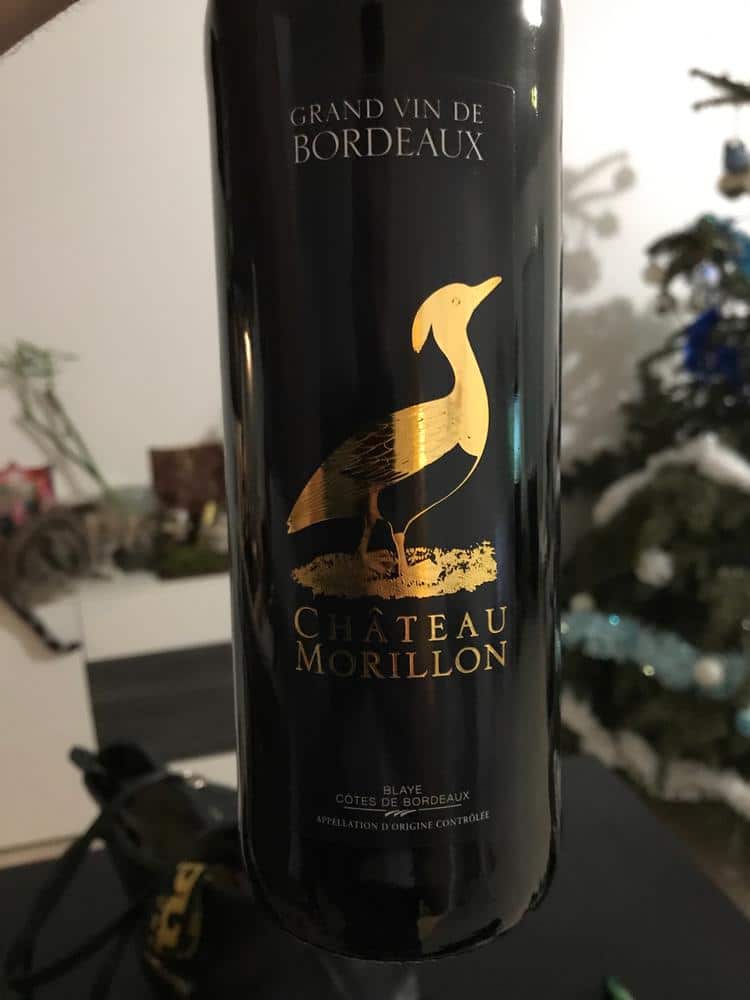 GRAND VIN DE
BORDEAUX
CHÂTEAU
MORILLON
BLAYE
CÔTES DE BORDEAUX
APPELLATION D'ORIGINE CONTRÔLÉE